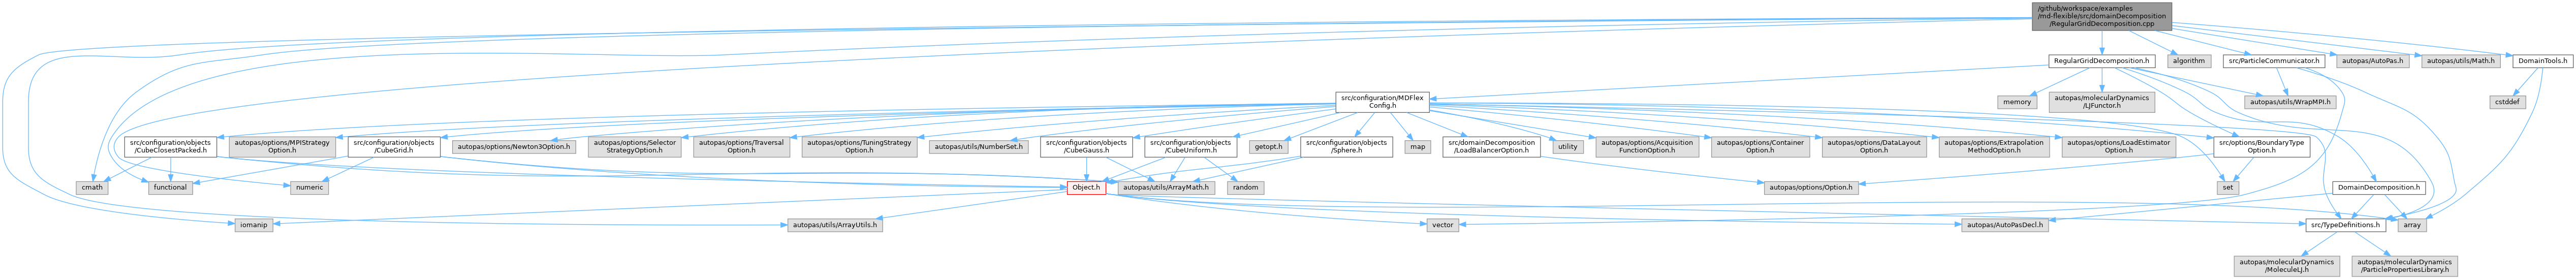 /github/workspace/examples
/md-flexible/src/domainDecomposition
/RegularGridDecomposition.cpp
RegularGridDecomposition.h
algorithm
src/ParticleCommunicator.h
autopas/AutoPas.h
autopas/utils/Math.h
DomainTools.h
src/configuration/MDFlex
Config.h
memory
autopas/molecularDynamics
/LJFunctor.h
autopas/utils/WrapMPI.h
cstddef
src/configuration/objects
/CubeClosestPacked.h
autopas/options/MPIStrategy
Option.h
src/configuration/objects
/CubeGrid.h
autopas/options/Newton3Option.h
autopas/options/Selector
StrategyOption.h
autopas/options/Traversal
Option.h
autopas/options/TuningStrategy
Option.h
autopas/utils/NumberSet.h
src/configuration/objects
/CubeGauss.h
src/configuration/objects
/CubeUniform.h
getopt.h
src/configuration/objects
/Sphere.h
map
src/domainDecomposition
/LoadBalancerOption.h
utility
autopas/options/Acquisition
FunctionOption.h
autopas/options/Container
Option.h
autopas/options/DataLayout
Option.h
autopas/options/Extrapolation
MethodOption.h
autopas/options/LoadEstimator
Option.h
src/options/BoundaryType
Option.h
cmath
functional
numeric
Object.h
autopas/utils/ArrayMath.h
random
autopas/options/Option.h
set
DomainDecomposition.h
iomanip
autopas/utils/ArrayUtils.h
vector
autopas/AutoPasDecl.h
src/TypeDefinitions.h
array
autopas/molecularDynamics
/MoleculeLJ.h
autopas/molecularDynamics
/ParticlePropertiesLibrary.h